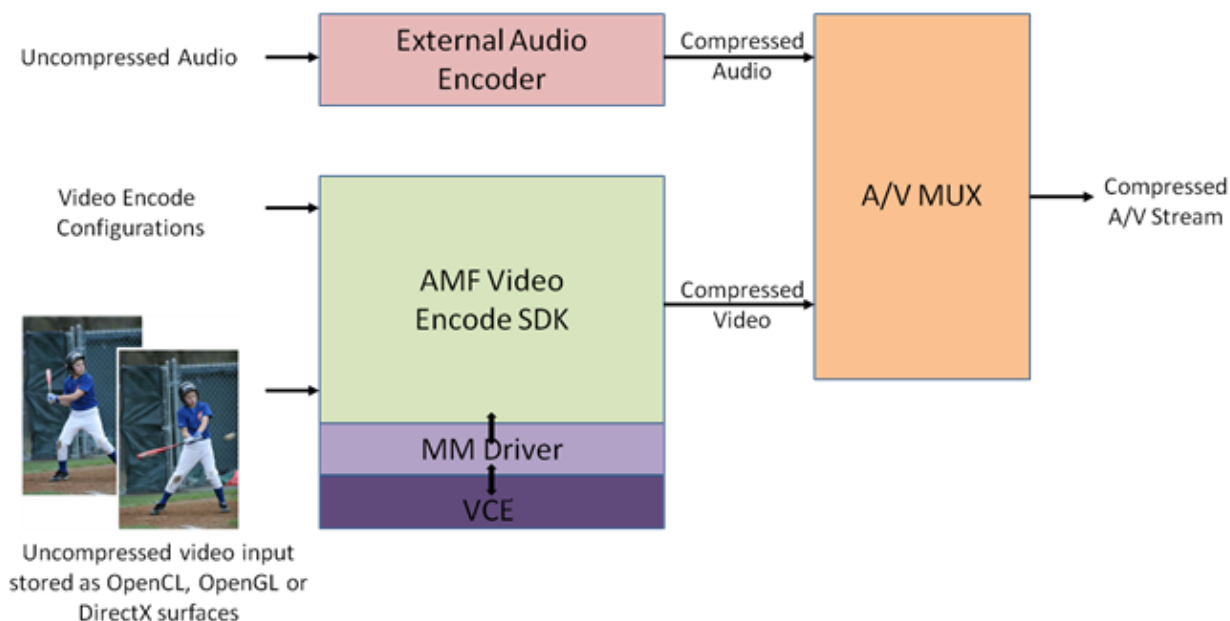 Uncompressed Audio
External Audio
Encoder
Compressed
Audio
Video Encode
Configurations
AMF Video
Encode SDK
Compressed
Video
A/V MUX
Compressed
A/V Stream
MM Driver
VCE
Uncompressed video input
stored as OpenCL, OpenGL or
DirectX surfaces